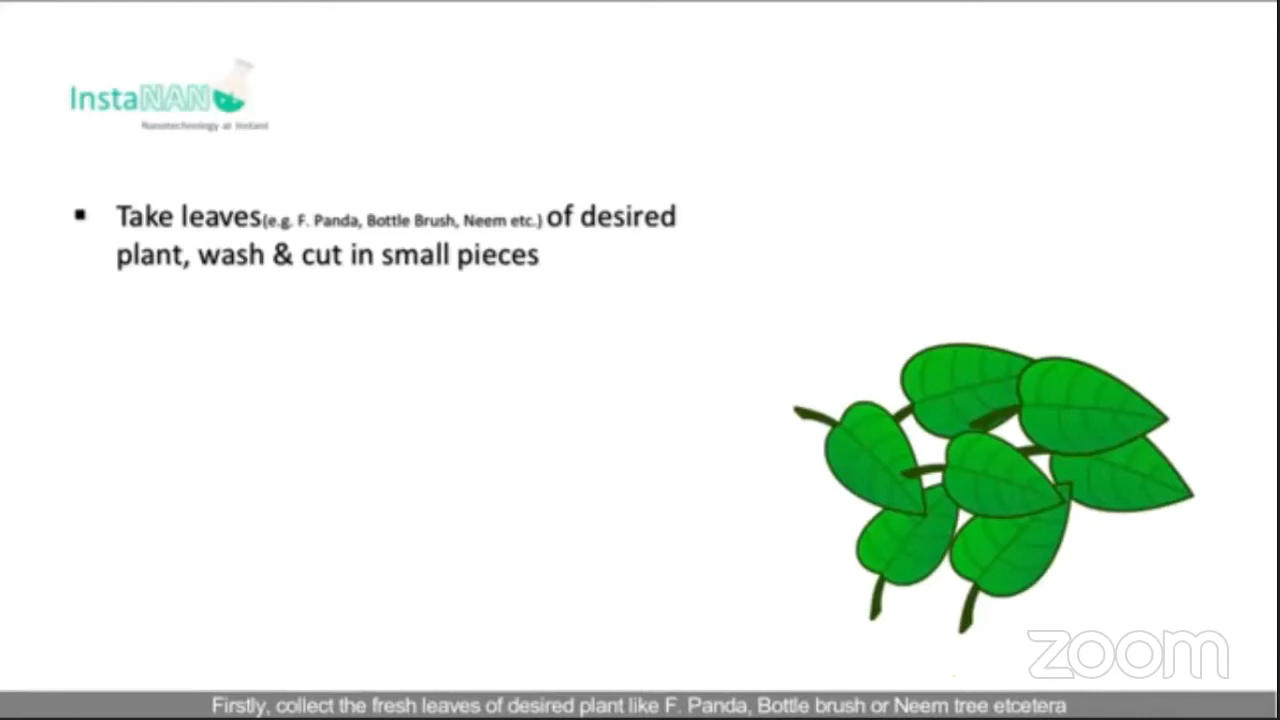 InstaNANO
Nanotechnology at Instant
▪ Take leaves(e.g. F. Panda, Bottle Brush, Neem etc.) of desired
plant, wash & cut in small pieces
zoom
Firstly, collect the fresh leaves of desired plant like F. Panda, Bottle brush or Neem tree etcetera